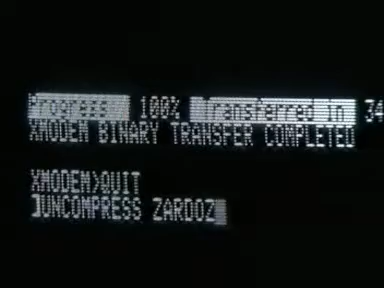 Progress 100% Transferred in 34
XMODEM BINARY TRANSFER COMPLETED
XMODEM>QUIT
]UNCOMPRESS ZARDOZ